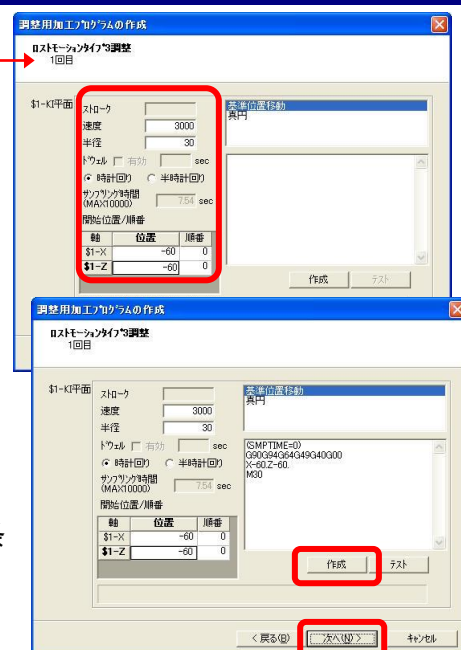 調整用加工プログラムの作成
ロストモーションタイプ3調整
1回目
$1-KI平面
ストローク
速度 3000
半径 30
ドウェル 有効 sec
時計回り 半時計回り
サンプリング時間
(MAX10000) 7.54 sec
開始位置/順番
軸 位置 順番
$1-X -60 0
$1-Z -60 0
基準位置移動
真円
作成 テスト
調整用加工プログラムの作成
ロストモーションタイプ3調整
1回目
$1-KI平面
ストローク
速度 3000
半径 30
ドウェル 有効 sec
時計回り 半時計回り
サンプリング時間
(MAX10000) 7.54 sec
開始位置/順番
軸 位置 順番
$1-X -60 0
$1-Z -60 0
基準位置移動
真円
(SMPTIME=0)
G90G94G64G49G40G00
X-60.Z-60.
M30
作成 テスト
< 戻る(B) 次へ(N) > キャンセル